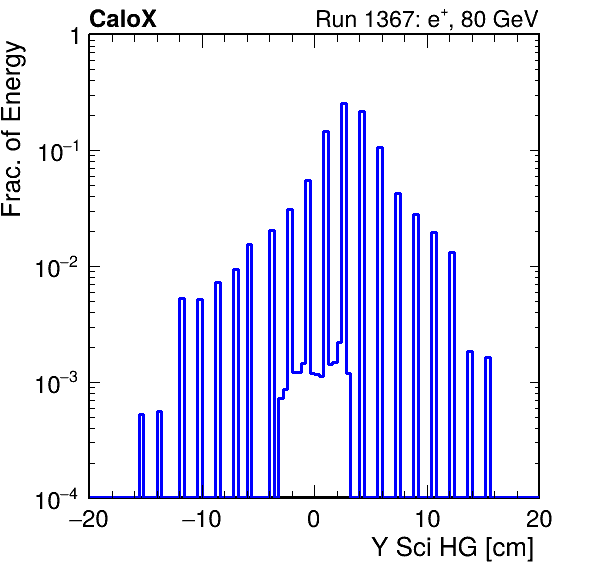 CaloX
Run 1367: e⁺, 80 GeV
Frac. of Energy
1
10⁻¹
10⁻²
10⁻³
10⁻⁴
−20
−10
0
10
20
Y Sci HG [cm]